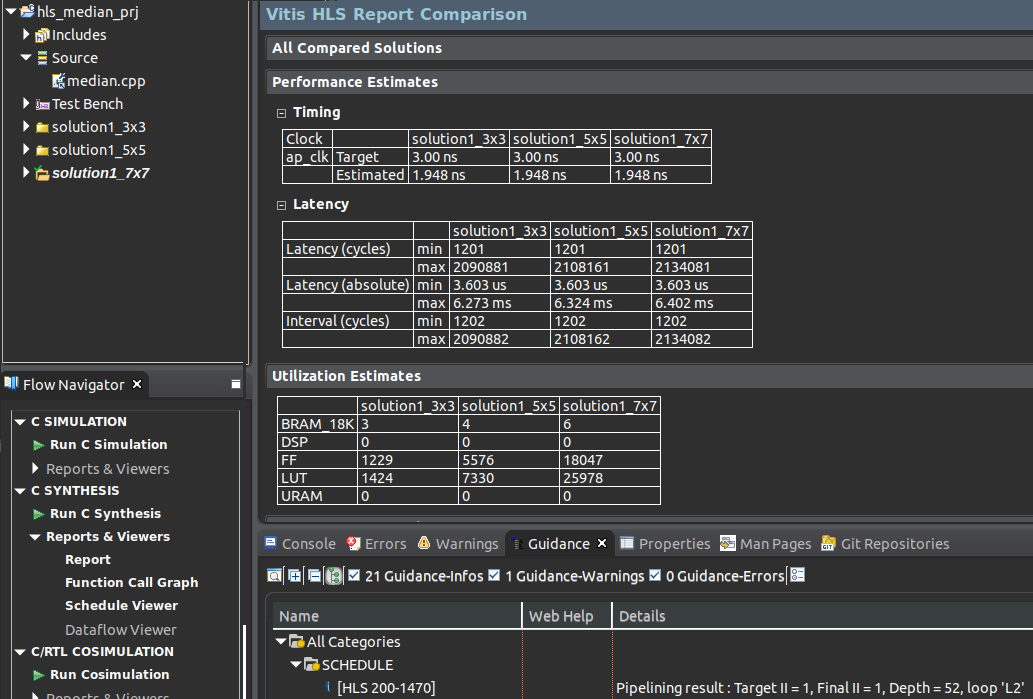 hls_median_prj
Includes
Source
median.cpp
Test Bench
solution1_3x3
solution1_5x5
solution1_7x7
Flow Navigator
C SIMULATION
Run C Simulation
Reports & Viewers
C SYNTHESIS
Run C Synthesis
Reports & Viewers
Report
Function Call Graph
Schedule Viewer
Dataflow Viewer
C/RTL COSIMULATION
Run Cosimulation
Reports & Viewers
Vitis HLS Report Comparison
All Compared Solutions
Performance Estimates
Timing
Clock solution1_3x3 solution1_5x5 solution1_7x7
ap_clk Target 3.00 ns 3.00 ns 3.00 ns
Estimated 1.948 ns 1.948 ns 1.948 ns
Latency
solution1_3x3 solution1_5x5 solution1_7x7
Latency (cycles) min 1201 1201 1201
max 2090881 2108161 2134081
Latency (absolute) min 3.603 us 3.603 us 3.603 us
max 6.273 ms 6.324 ms 6.402 ms
Interval (cycles) min 1202 1202 1202
max 2090882 2108162 2134082
Utilization Estimates
solution1_3x3 solution1_5x5 solution1_7x7
BRAM_18K 3 4 6
DSP 0 0 0
FF 1229 5576 18047
LUT 1424 7330 25978
URAM 0 0 0
Console Errors Warnings Guidance Properties Man Pages Git Repositories
21 Guidance-Infos 1 Guidance-Warnings 0 Guidance-Errors
Name Web Help Details
All Categories
SCHEDULE
[HLS 200-1470] Pipelining result : Target II = 1, Final II = 1, Depth = 52, loop 'L2'